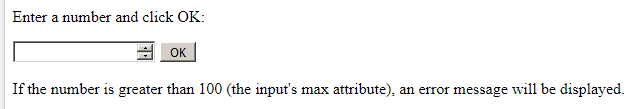 Enter a number and click OK:
OK
If the number is greater than 100 (the input's max attribute), an error message will be displayed.